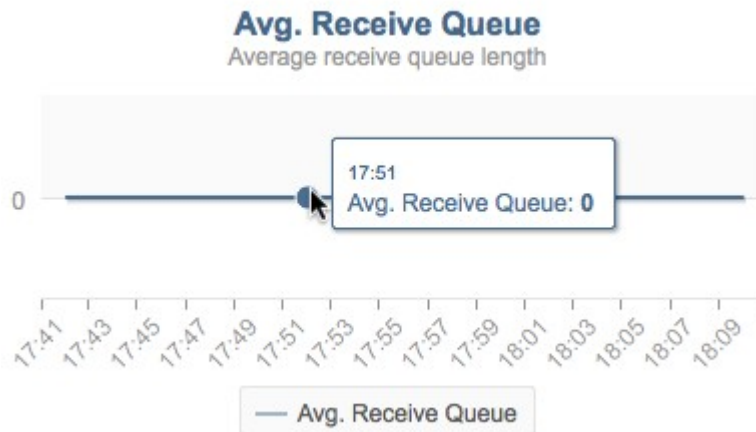 Avg. Receive Queue
Average receive queue length
17:51
Avg. Receive Queue: 0
0
17:41 17:43 17:45 17:47 17:49 17:51 17:53 17:55 17:57 17:59 18:01 18:03 18:05 18:07 18:09
Avg. Receive Queue